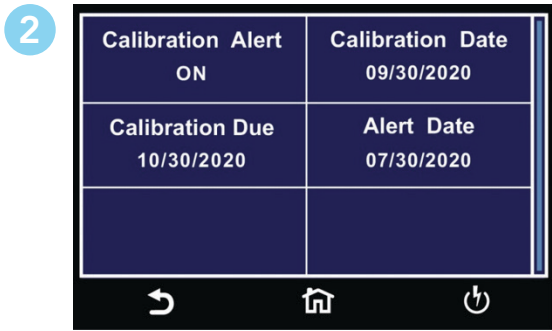 2
Calibration Alert
ON
Calibration Date
09/30/2020
Calibration Due
10/30/2020
Alert Date
07/30/2020